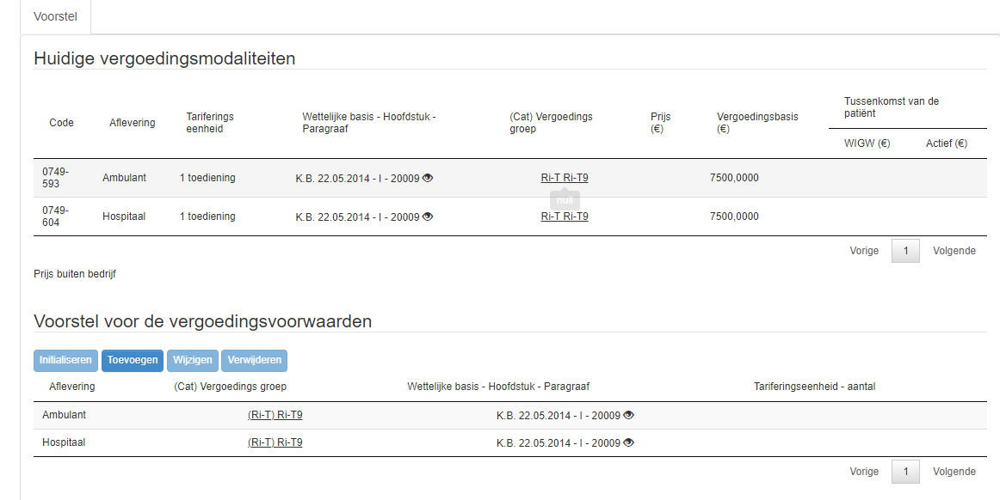 Voorstel
Huidige vergoedingsmodaliteiten
Code Aflevering Tariferings eenheid Wettelijke basis - Hoofdstuk - Paragraaf (Cat) Vergoedings groep Prijs (€) Vergoedingsbasis (€) Tussenkomst van de patiënt
WIGW (€) Actief (€)
0749-593 Ambulant 1 toediening K.B. 22.05.2014 - I - 20009 Ri-T Ri-T9 7500,0000
null
0749-604 Hospitaal 1 toediening K.B. 22.05.2014 - I - 20009 Ri-T Ri-T9 7500,0000
Vorige 1 Volgende
Prijs buiten bedrijf
Voorstel voor de vergoedingsvoorwaarden
Initialiseren Toevoegen Wijzigen Verwijderen
Aflevering (Cat) Vergoedings groep Wettelijke basis - Hoofdstuk - Paragraaf Tariferingseenheid - aantal
Ambulant (Ri-T) Ri-T9 K.B. 22.05.2014 - I - 20009
Hospitaal (Ri-T) Ri-T9 K.B. 22.05.2014 - I - 20009
Vorige 1 Volgende